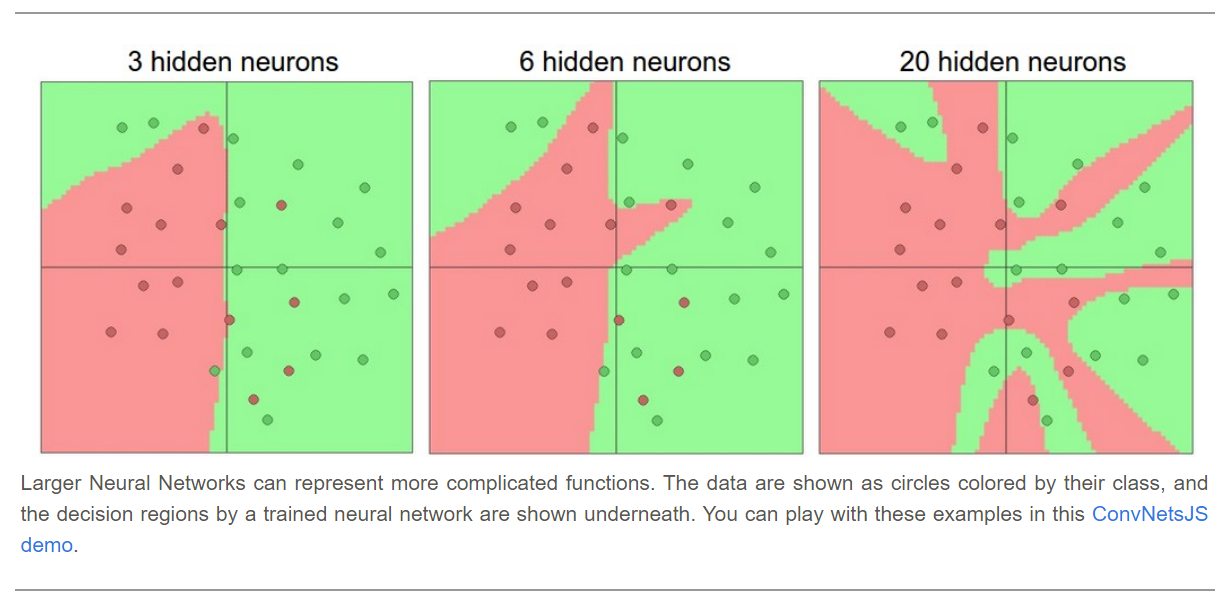 3 hidden neurons 6 hidden neurons 20 hidden neurons
Larger Neural Networks can represent more complicated functions. The data are shown as circles colored by their class, and
the decision regions by a trained neural network are shown underneath. You can play with these examples in this ConvNetsJS
demo.